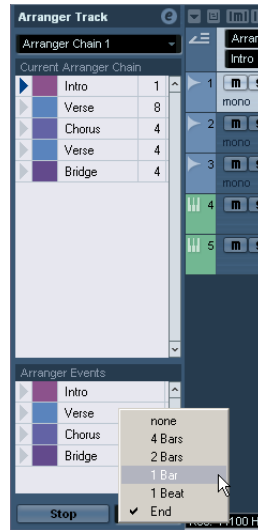 Arranger Track
Arranger Chain 1
Current Arranger Chain
Intro 1
Verse 8
Chorus 4
Verse 4
Bridge 4
Arranger Events
Intro
Verse
Chorus
Bridge
none
4 Bars
2 Bars
1 Bar
1 Beat
End
Stop
Arran
Intro
1 m s
mono
2 m s
mono
3 m s
mono
4 m s
5 m s